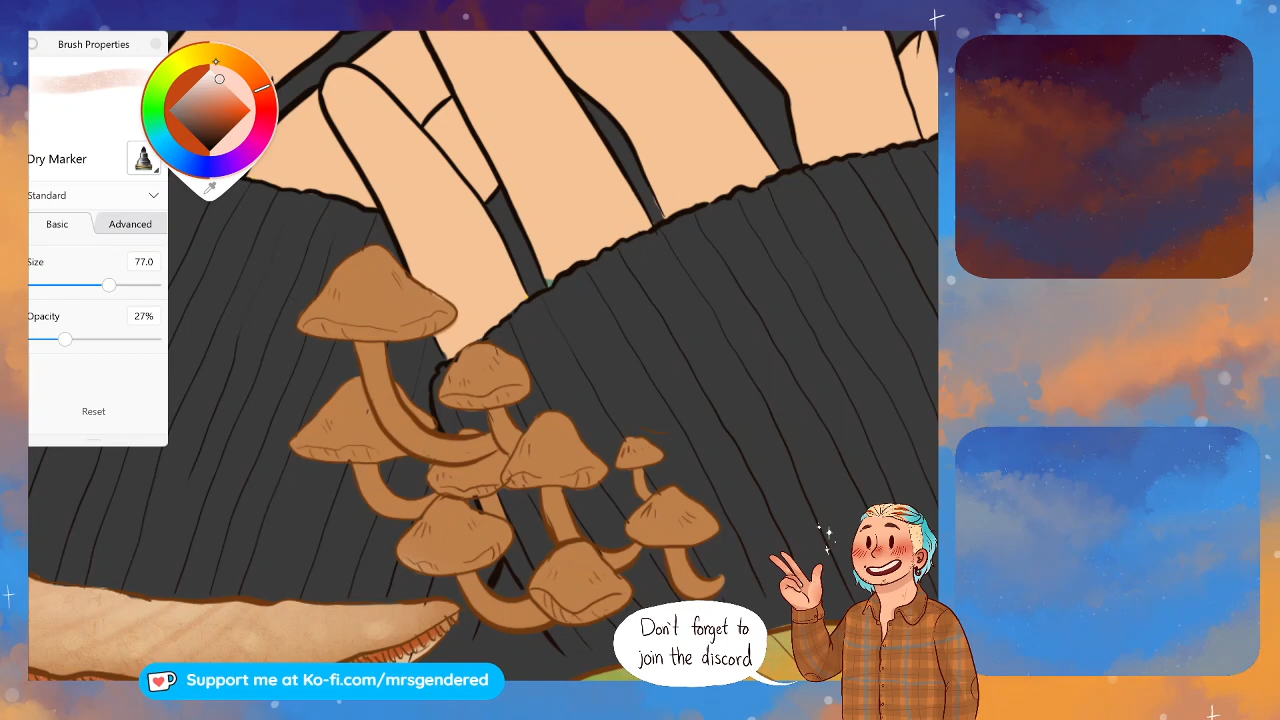 Brush Properties
Dry Marker
Standard
Basic
Advanced
Size
77.0
Opacity
27%
Reset
Don't forget to
join the discord
Support me at Ko-fi.com/mrsgendered